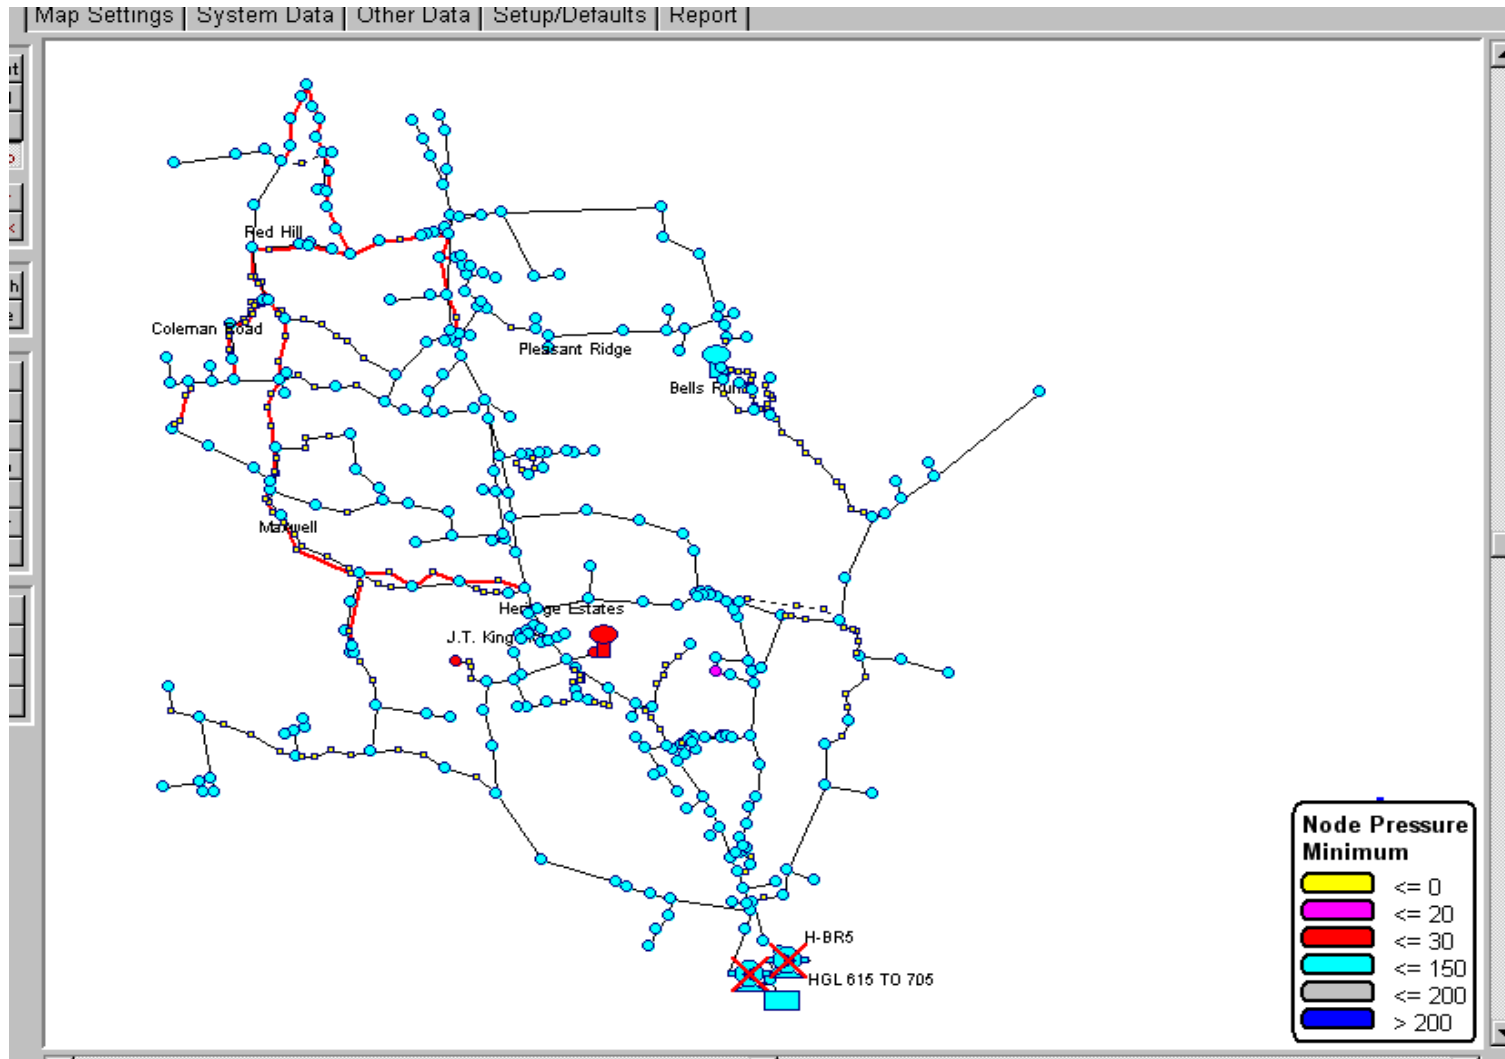 Map Settings System Data Other Data Setup/Defaults Report
Red Hill
Coleman Road
Pleasant Ridge
Bells Run
Maxwell
Heritage Estates
J.T. King
H-BR5
HGL 615 TO 705
Node Pressure
Minimum
<= 0
<= 20
<= 30
<= 150
<= 200
> 200